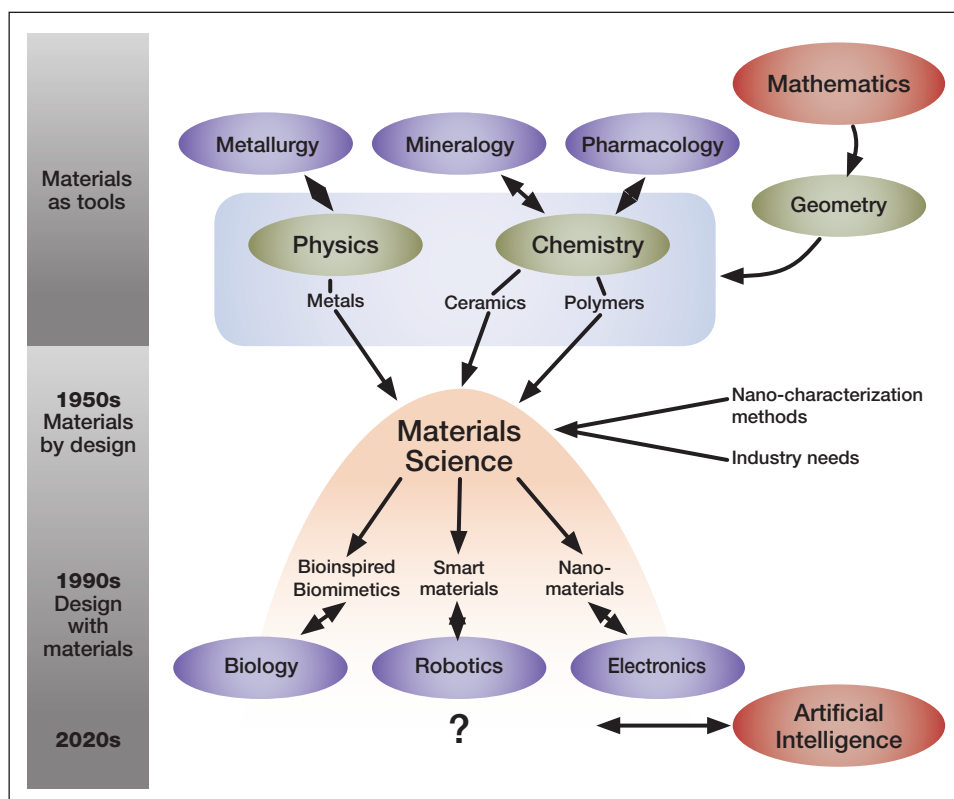 Mathematics
Metallurgy
Mineralogy
Pharmacology
Materials
as tools
Geometry
Physics
Chemistry
Metals
Ceramics
Polymers
1950s
Materials
by design
Nano-characterization
methods
Materials
Science
Industry needs
Bioinspired
Biomimetics
Smart
materials
Nano-
materials
1990s
Design
with
materials
Biology
Robotics
Electronics
2020s
?
Artificial
Intelligence